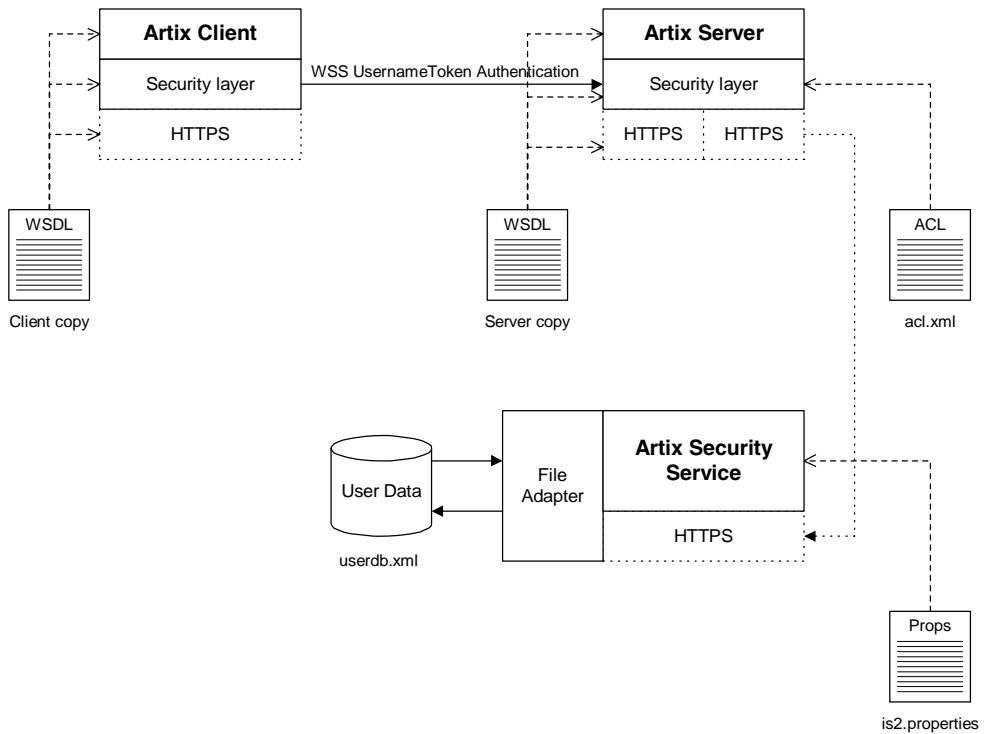 Artix Client
Artix Server
Security layer
WSS UsernameToken Authentication
Security layer
HTTPS
HTTPS
HTTPS
WSDL
WSDL
ACL
Client copy
Server copy
acl.xml
User Data
File
Adapter
Artix Security
Service
HTTPS
userdb.xml
Props
is2.properties